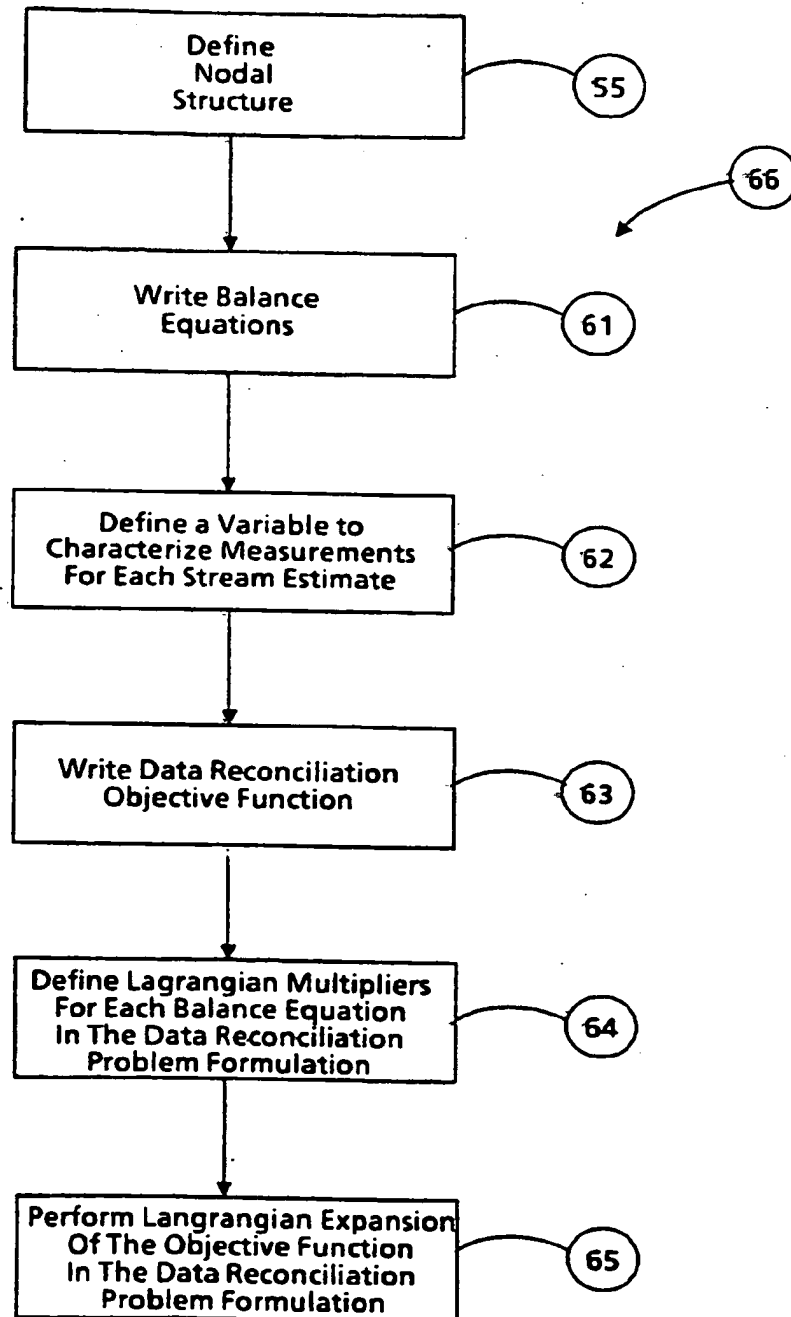 Define
Nodal
Structure
55
66
Write Balance
Equations
61
Define a Variable to
Characterize Measurements
For Each Stream Estimate
62
Write Data Reconciliation
Objective Function
63
Define Lagrangian Multipliers
For Each Balance Equation
In The Data Reconciliation
Problem Formulation
64
Perform Langrangian Expansion
Of The Objective Function
In The Data Reconciliation
Problem Formulation
65